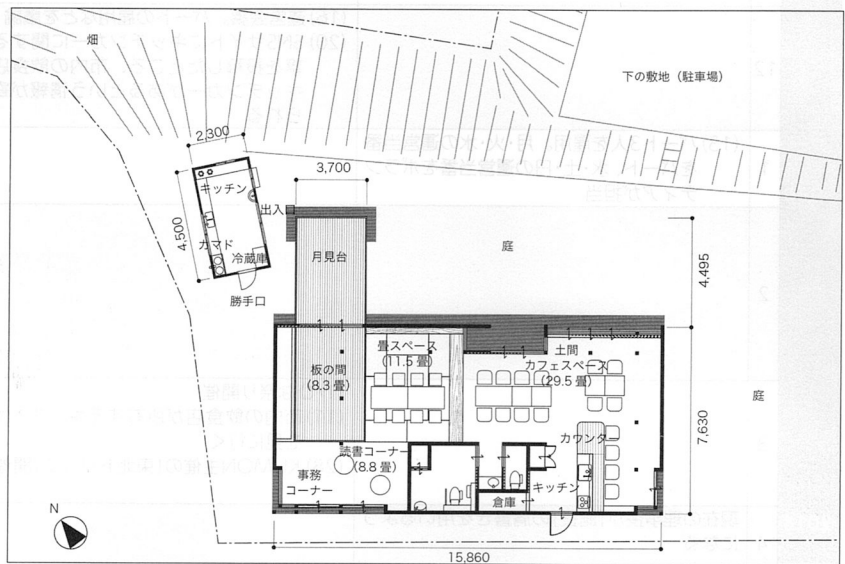 畑
下の敷地（駐車場）
2,300
3,700
キッチン
出入口
4,500
カマド
冷蔵庫
月見台
庭
4,495
勝手口
畳スペース
（11.5 畳）
土間
カフェスペース
（29.5 畳）
板の間
（8.3 畳）
庭
7,630
カウンター
読書コーナー
（8.8 畳）
事務
コーナー
キッチン
倉庫
N
15,860